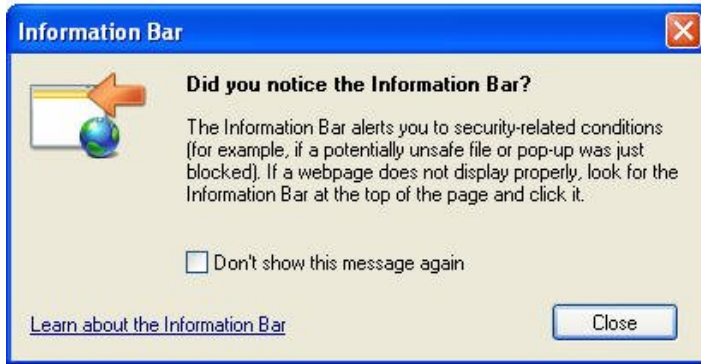 Information Bar
Did you notice the Information Bar?
The Information Bar alerts you to security-related conditions
(for example, if a potentially unsafe file or pop-up was just
blocked). If a webpage does not display properly, look for the
Information Bar at the top of the page and click it.
Don't show this message again
Learn about the Information Bar
Close